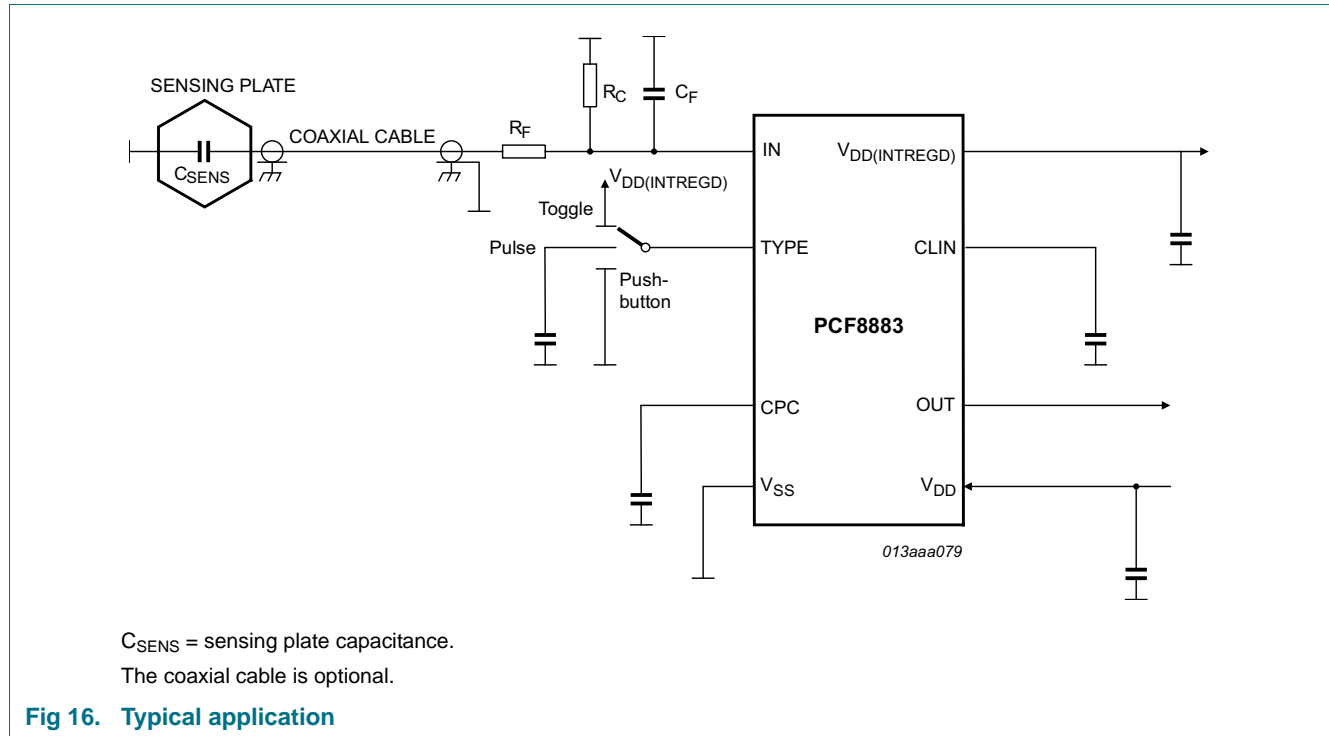 SENSING PLATE
CSENS
COAXIAL CABLE
RF
RC
CF
VDD(INTREGD)
Toggle
Pulse
Push-
button
IN
TYPE
CPC
VSS
PCF8883
VDD(INTREGD)
CLIN
OUT
VDD
013aaa079
CSENS = sensing plate capacitance.
The coaxial cable is optional.
Fig 16. Typical application